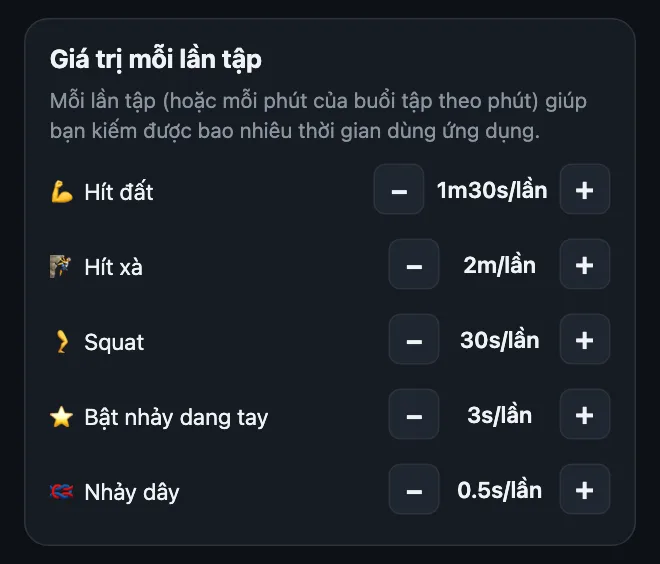 Giá trị mỗi lần tập
Mỗi lần tập (hoặc mỗi phút của buổi tập theo phút) giúp
bạn kiếm được bao nhiêu thời gian dùng ứng dụng.
💪 Hít đất − 1m30s/lần +
🧗 Hít xà − 2m/lần +
🦵 Squat − 30s/lần +
⭐ Bật nhảy dang tay − 3s/lần +
🪢 Nhảy dây − 0.5s/lần +